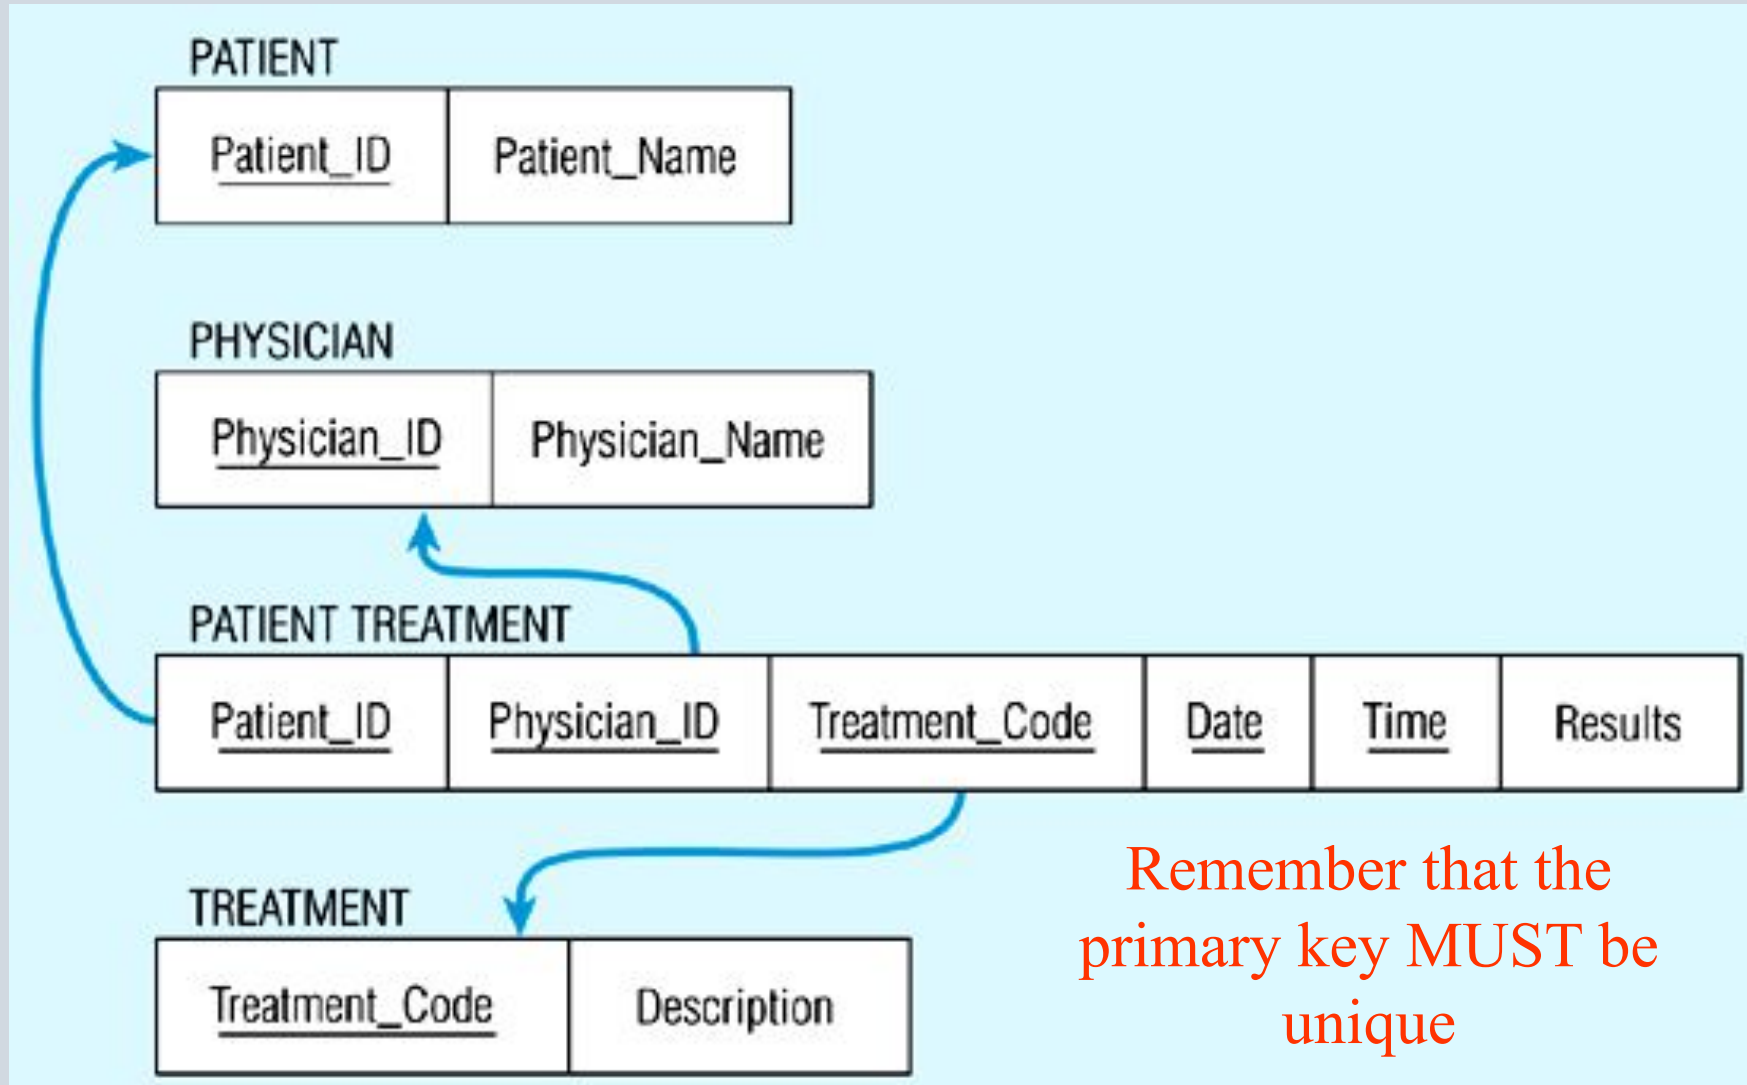 PATIENT
Patient_ID Patient_Name
PHYSICIAN
Physician_ID Physician_Name
PATIENT TREATMENT
Patient_ID Physician_ID Treatment_Code Date Time Results
TREATMENT
Treatment_Code Description
Remember that the
primary key MUST be
unique